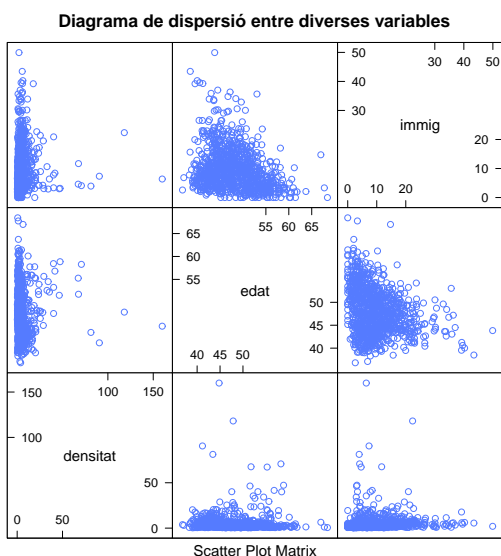 Diagrama de dispersió entre diverses variables
30 40 50
50
40
30
immig
20
10
0
0 10 20
55 60 65
65
60
55
edat
50
45
40
40 45 50
100 150
150
100
densitat
50
0
0 50
Scatter Plot Matrix